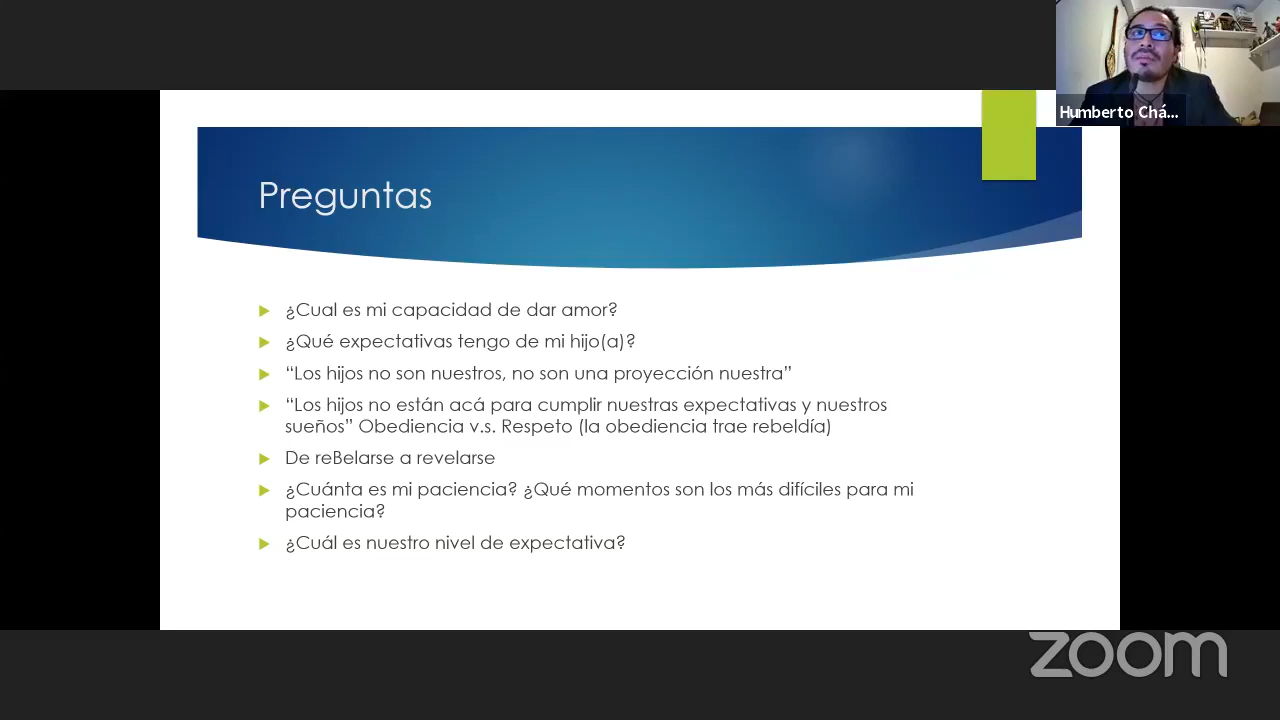 Humberto Chá...
Preguntas
¿Cual es mi capacidad de dar amor?
¿Qué expectativas tengo de mi hijo(a)?
“Los hijos no son nuestros, no son una proyección nuestra”
“Los hijos no están acá para cumplir nuestras expectativas y nuestros
sueños” Obediencia v.s. Respeto (la obediencia trae rebeldía)
De reBelarse a revelarse
¿Cuánta es mi paciencia? ¿Qué momentos son los más difíciles para mi
paciencia?
¿Cuál es nuestro nivel de expectativa?
zoom